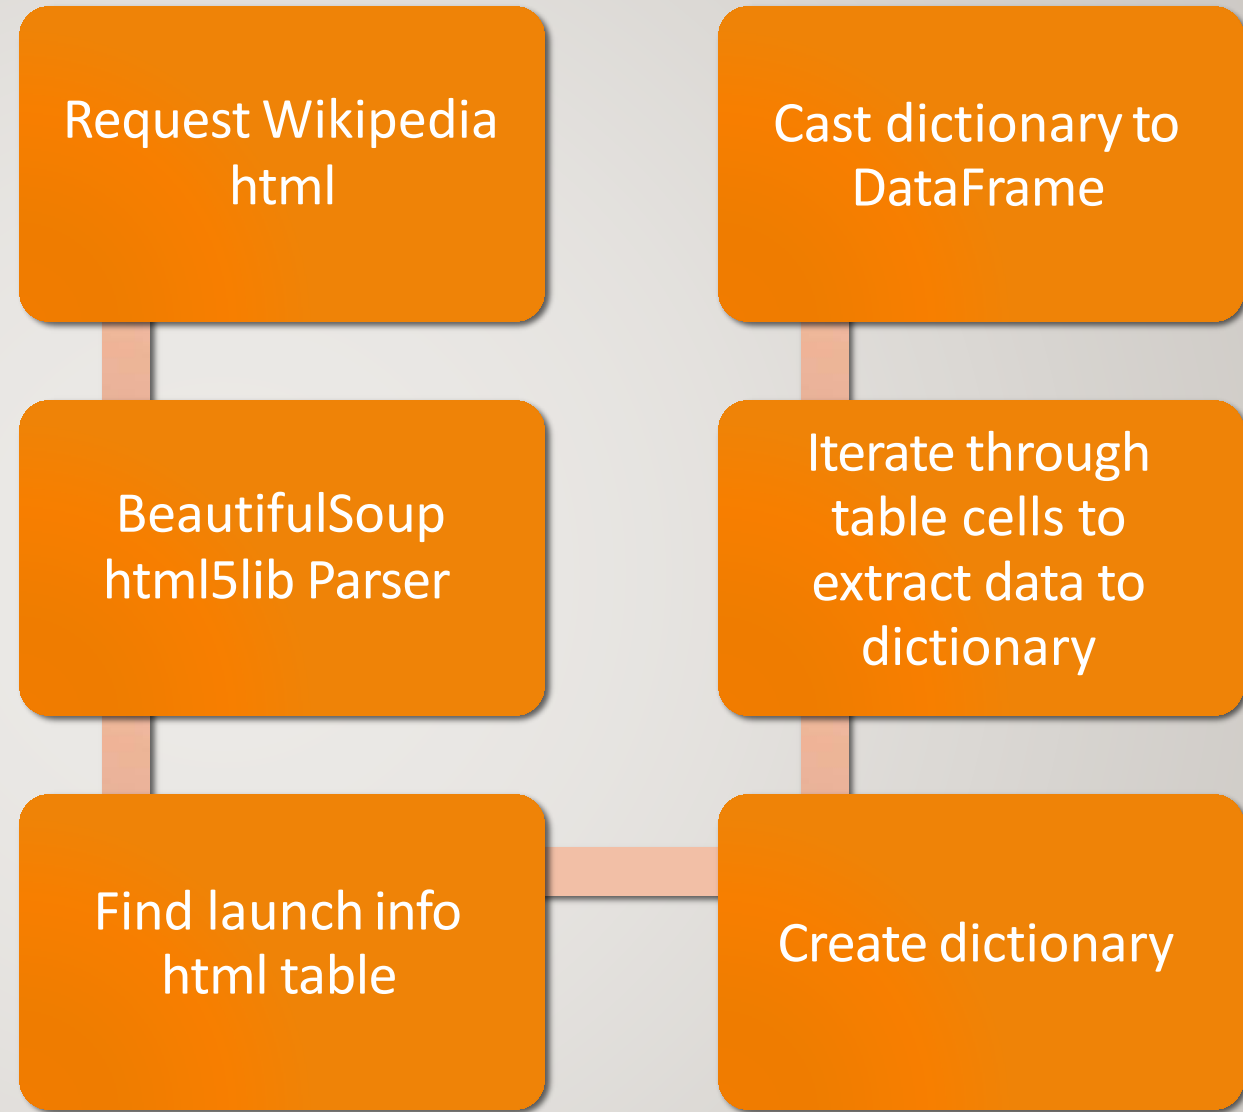 Request Wikipedia
html
BeautifulSoup
html5lib Parser
Find launch info
html table
Create dictionary
Iterate through
table cells to
extract data to
dictionary
Cast dictionary to
DataFrame